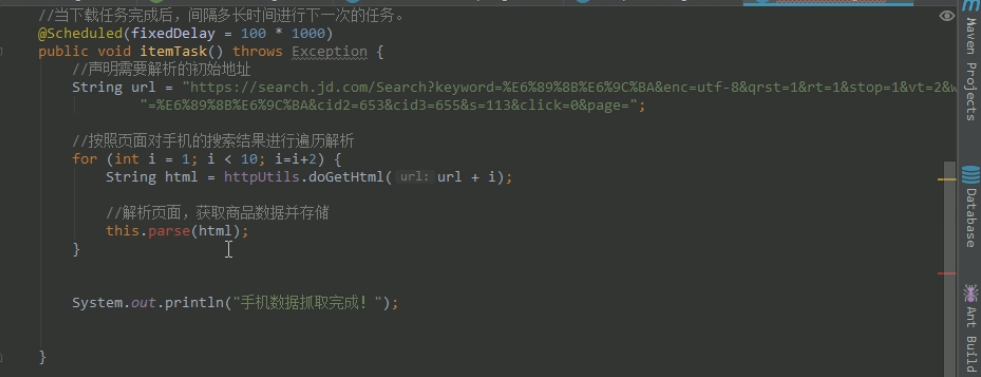 //当下载任务完成后，间隔多长时间进行下一次的任务。
@Scheduled(fixedDelay = 100 * 1000)
public void itemTask() throws Exception {
//声明需要解析的初始地址
String url = "https://search.jd.com/Search?keyword=%E6%89%8B%E6%9C%BA&enc=utf-8&qrst=1&rt=1&stop=1&vt=2&w
"=%E6%89%8B%E6%9C%BA&cid2=653&cid3=655&s=113&click=0&page=";
//按照页面对手机的搜索结果进行遍历解析
for (int i = 1; i < 10; i=i+2) {
String html = httpUtils.doGetHtml( url: url + i);
//解析页面，获取商品数据并存储
this.parse(html);
}
System.out.println("手机数据抓取完成！");
}
Maven Projects
Database
Ant Build